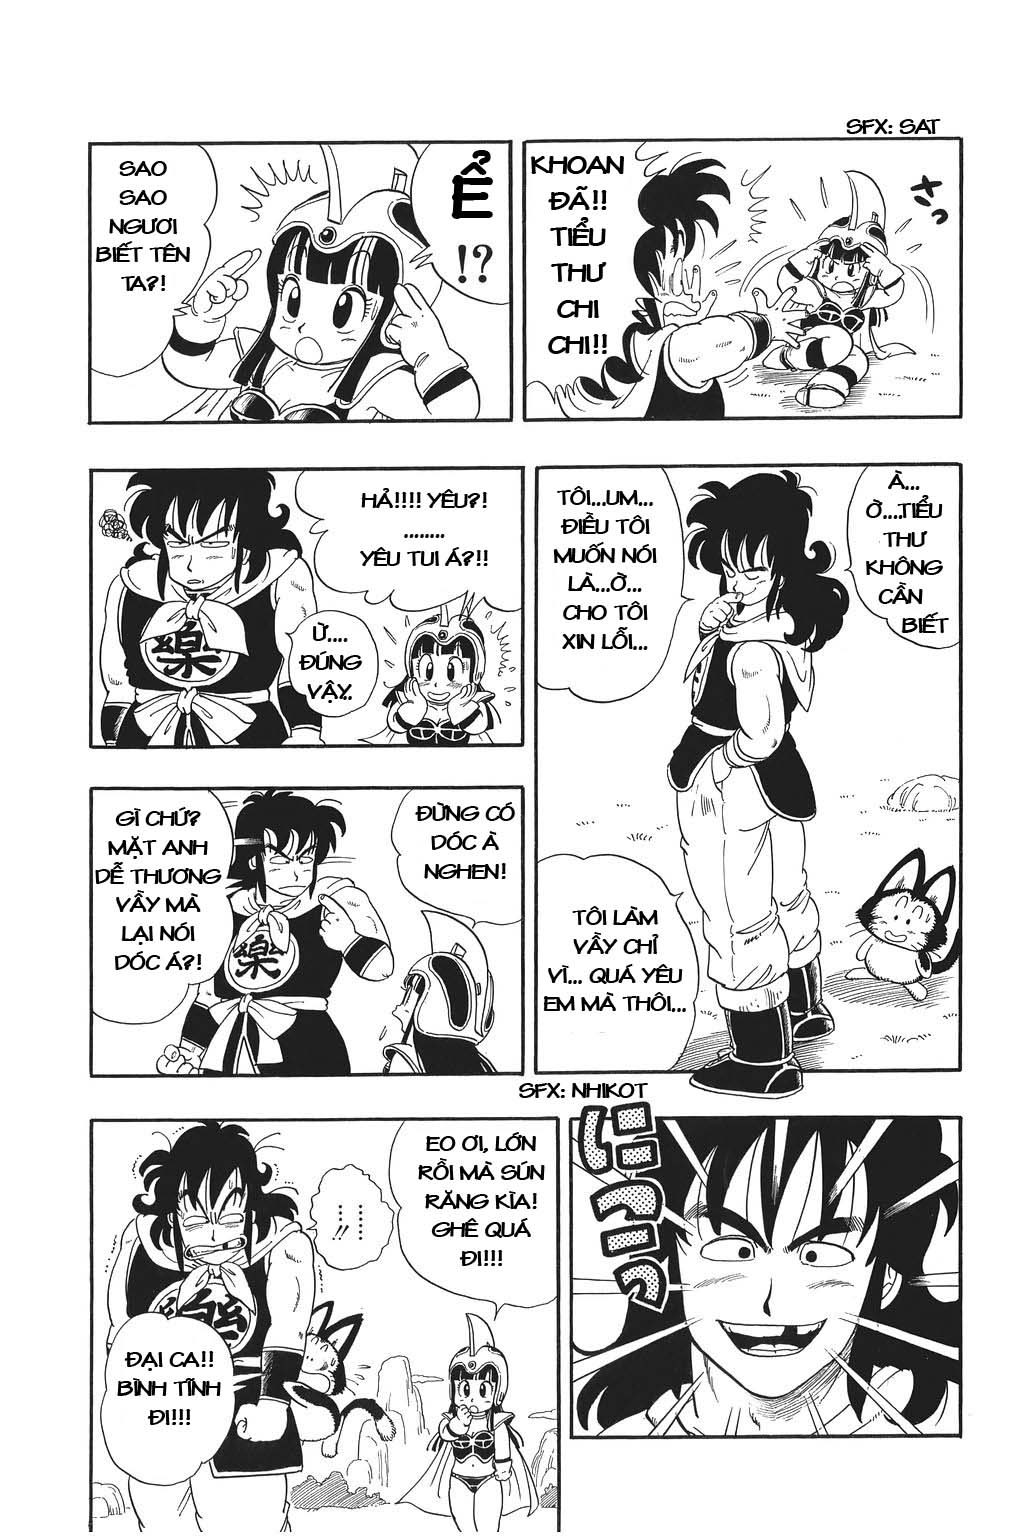 SFX: SAT
KHOAN
ĐÃ!!
TIỂU
THƯ
CHI
CHI!!
さっ
Ể
!?
SAO
SAO
NGƯƠI
BIẾT TÊN
TA?!
À...
Ờ....TIỂU
THƯ
KHÔNG
CẦN
BIẾT
TÔI...UM...
ĐIỀU TÔI
MUỐN NÓI
LÀ...Ờ...
CHO TÔI
XIN LỖI...
TÔI LÀM
VẦY CHỈ
VÌ... QUÁ YÊU
EM MÀ THÔI...
HẢ!!!! YÊU?!
........
YÊU TUI Á?!!
Ừ....
ĐÚNG
VẬY..
樂
ĐỪNG CÓ
DÓC À
NGHEN!
GÌ CHỨ?
MẶT ANH
DỄ THƯƠNG
VẦY MÀ
LẠI NÓI
DÓC Á?!
樂
SFX: NHIKOT
にこっ
EO ƠI, LỚN
RỒI MÀ SÚN
RĂNG KÌA!
GHÊ QUÁ
ĐI!!!
ĐẠI CA!!
BÌNH TĨNH
ĐI!!!